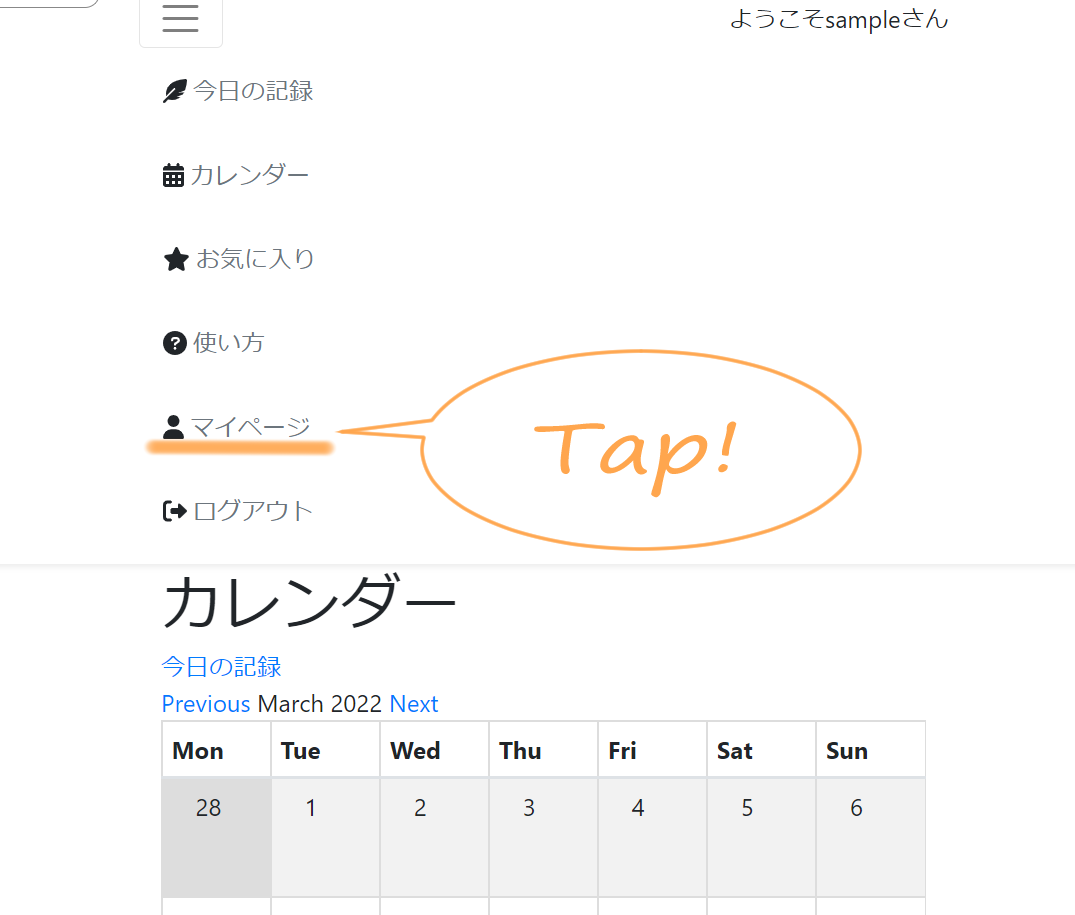 ようこそsampleさん
今日の記録
カレンダー
お気に入り
使い方
マイページ
Tap!
ログアウト
カレンダー
今日の記録
Previous March 2022 Next
Mon Tue Wed Thu Fri Sat Sun
28 1 2 3 4 5 6